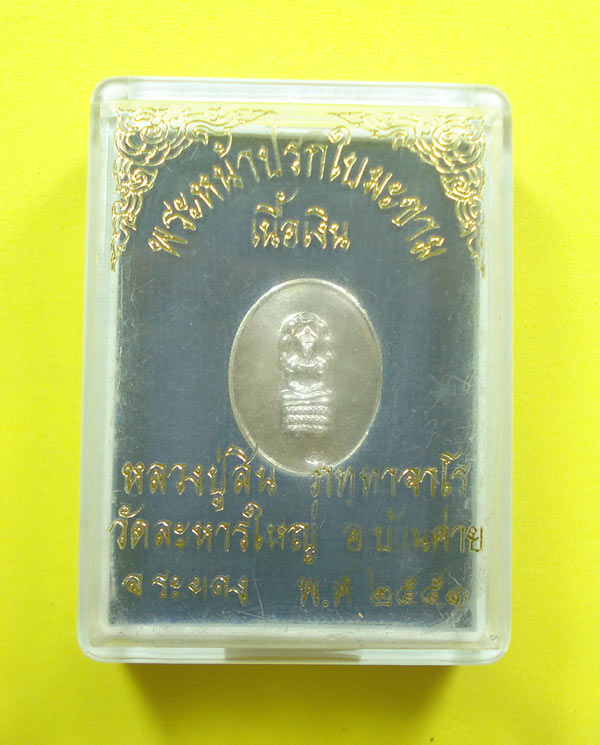 พระหน้าปรกใบมะขาม
เนื้อเงิน
หลวงปู่สิน ภทฺทาจาโร
วัดละหารใหญ่ อ.บ้านค่าย
จ.ระยอง พ.ศ ๒๕๕๑